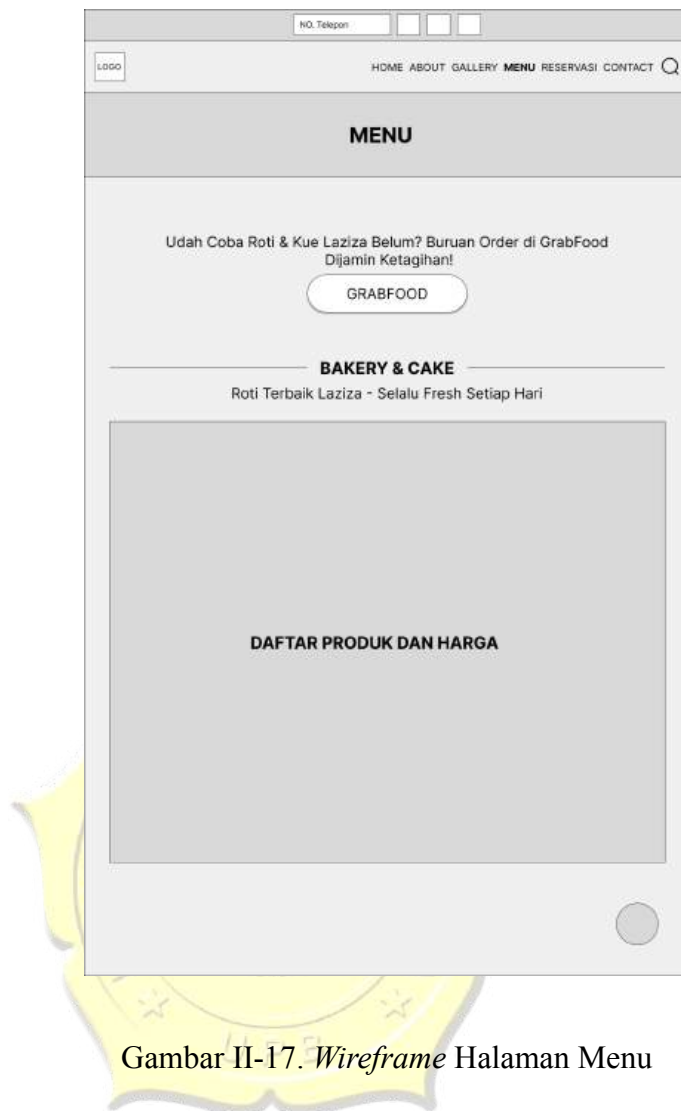 NO. Telepon
LOGO
HOME ABOUT GALLERY MENU RESERVASI CONTACT
MENU
Udah Coba Roti & Kue Laziza Belum? Buruan Order di GrabFood
Dijamin Ketagihan!
GRABFOOD
BAKERY & CAKE
Roti Terbaik Laziza - Selalu Fresh Setiap Hari
DAFTAR PRODUK DAN HARGA
U P B
Gambar II-17. Wireframe Halaman Menu